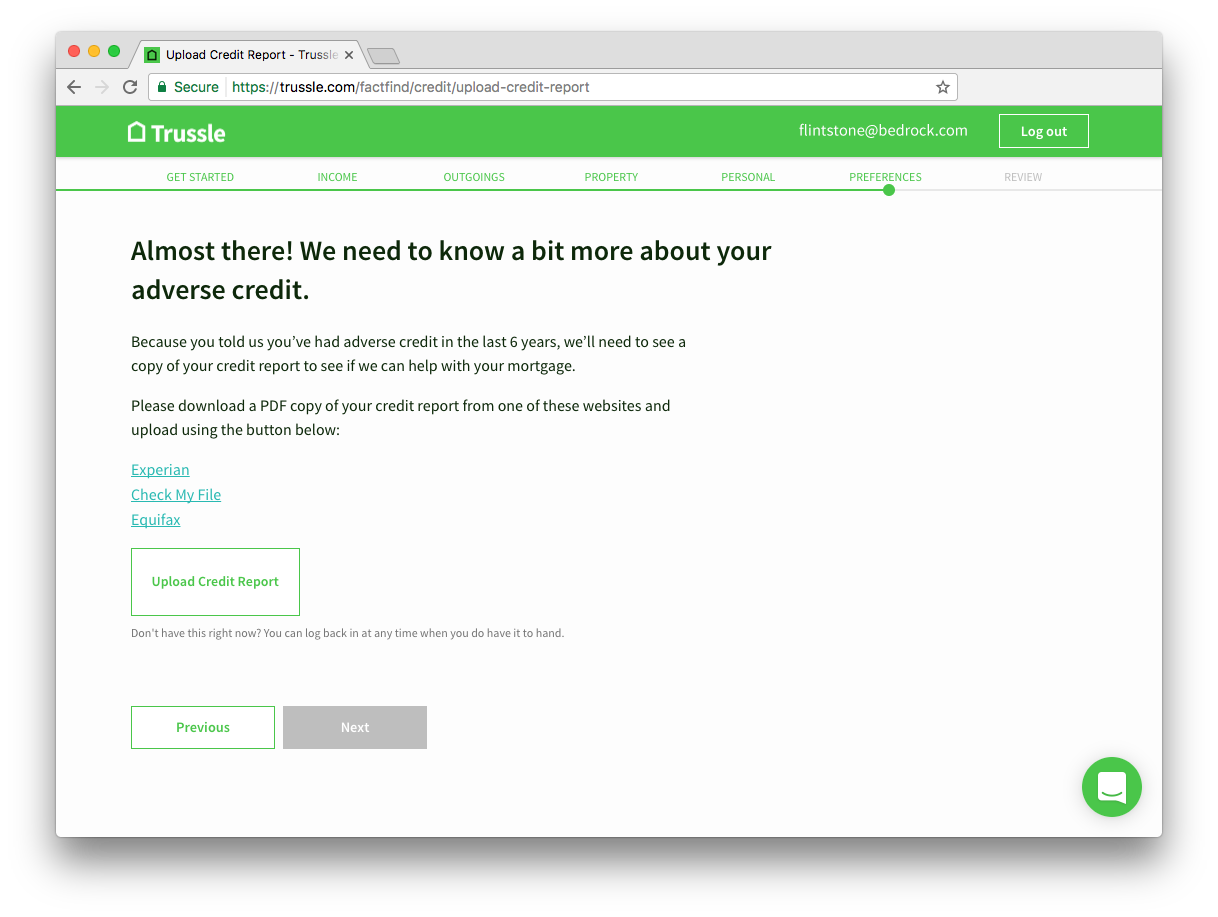 Upload Credit Report - Trussle
Secure https://trussle.com/factfind/credit/upload-credit-report
Trussle flintstone@bedrock.com Log out
GET STARTED INCOME OUTGOINGS PROPERTY PERSONAL PREFERENCES REVIEW
Almost there! We need to know a bit more about your
adverse credit.
Because you told us you’ve had adverse credit in the last 6 years, we’ll need to see a
copy of your credit report to see if we can help with your mortgage.
Please download a PDF copy of your credit report from one of these websites and
upload using the button below:
Experian
Check My File
Equifax
Upload Credit Report
Don't have this right now? You can log back in at any time when you do have it to hand.
Previous Next